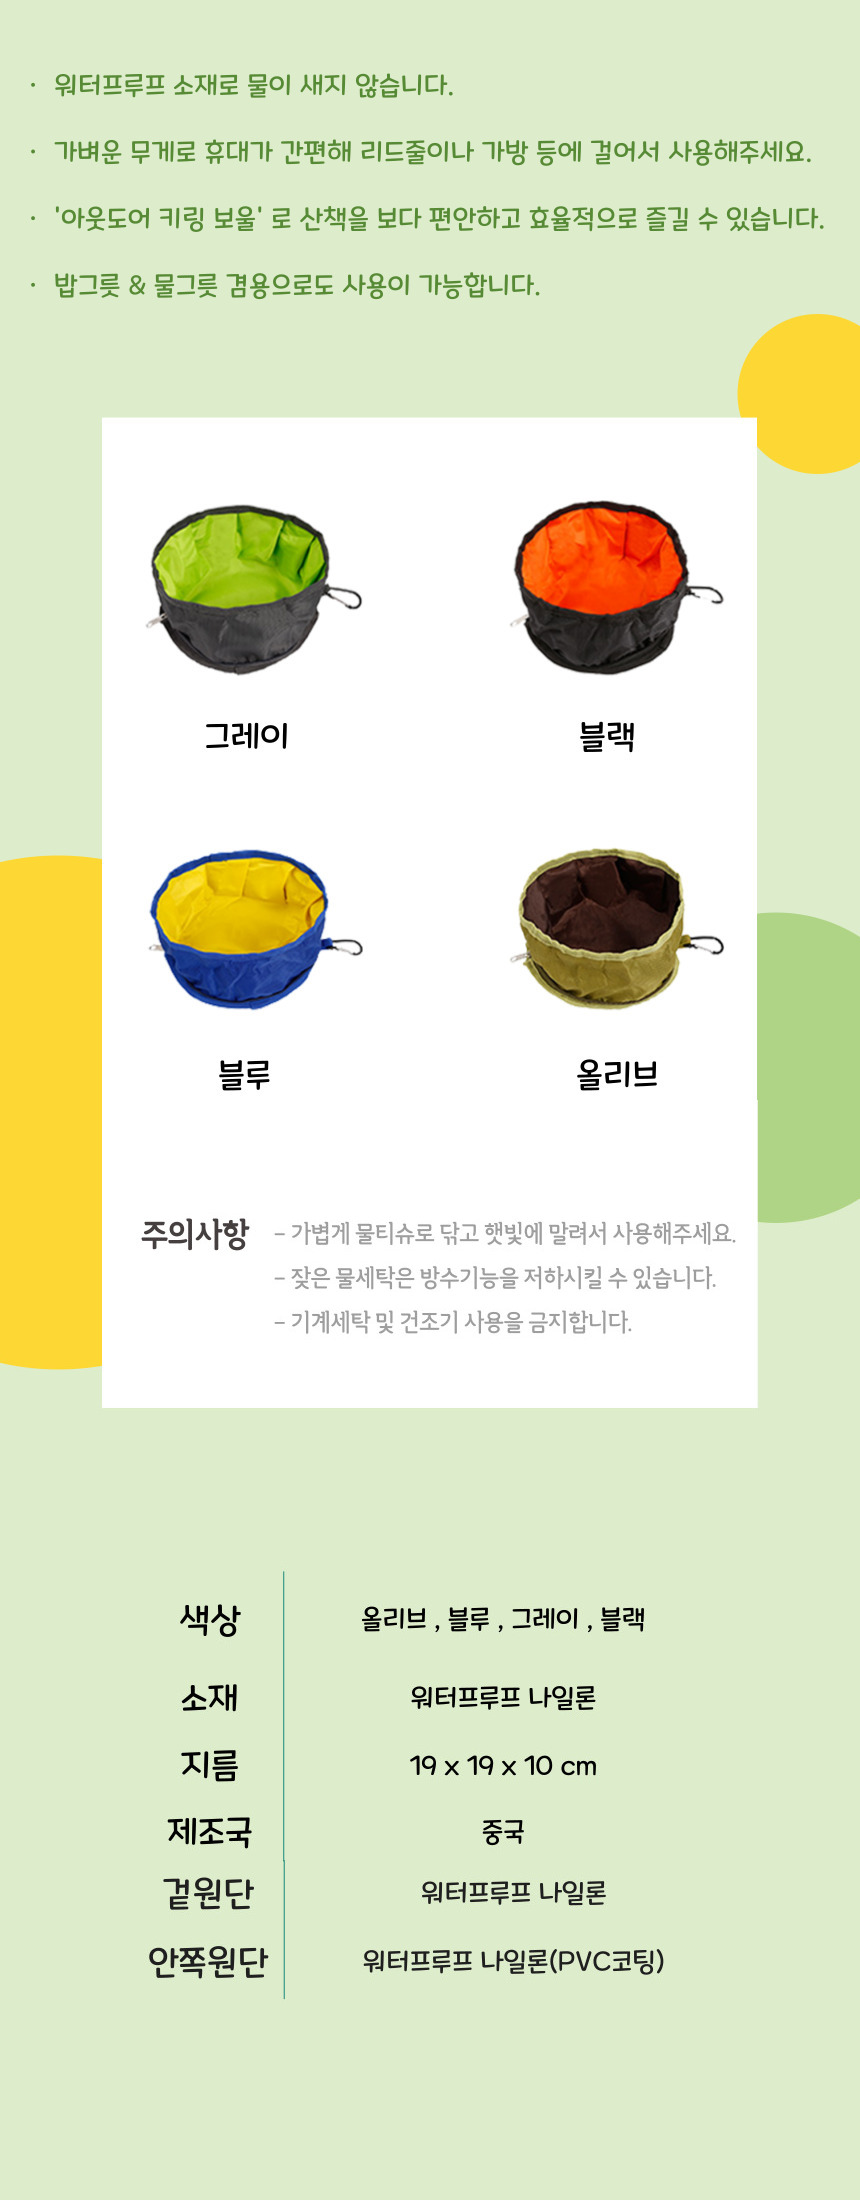 · 워터프루프 소재로 물이 새지 않습니다.
· 가벼운 무게로 휴대가 간편해 리드줄이나 가방 등에 걸어서 사용해주세요.
· '아웃도어 키링 보울' 로 산책을 보다 편안하고 효율적으로 즐길 수 있습니다.
· 밥그릇 & 물그릇 겸용으로도 사용이 가능합니다.
그레이
블랙
블루
올리브
주의사항 – 가볍게 물티슈로 닦고 햇빛에 말려서 사용해주세요.
– 잦은 물세탁은 방수기능을 저하시킬 수 있습니다.
– 기계세탁 및 건조기 사용을 금지합니다.
색상 올리브 , 블루 , 그레이 , 블랙
소재 워터프루프 나일론
지름 19 x 19 x 10 cm
제조국 중국
겉원단 워터프루프 나일론
안쪽원단 워터프루프 나일론(PVC코팅)